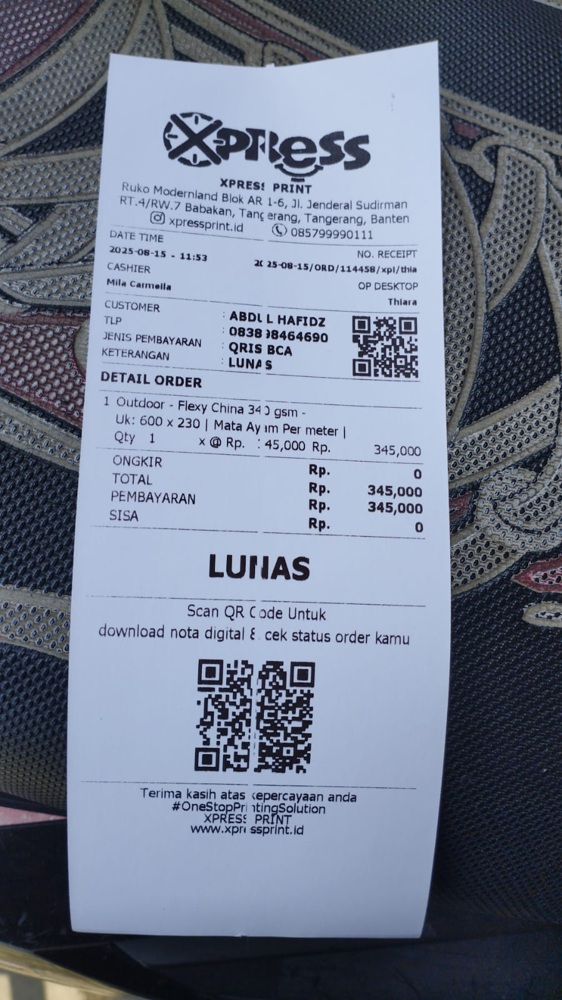 XPRESS
XPRESS PRINT
Ruko Modernland Blok AR 1-6, Jl. Jenderal Sudirman
RT.4/RW.7 Babakan, Tangerang, Tangerang, Banten
xpressprint.id 085799990111
DATE TIME NO. RECEIPT
2025-08-15 - 11:53 2025-08-15/ORD/114458/xpl/thia
CASHIER OP DESKTOP
Mila Carmella Thiara
CUSTOMER : ABDUL HAFIDZ
TLP :
JENIS PEMBAYARAN : QRIS BCA
KETERANGAN : LUNAS
DETAIL ORDER
1 Outdoor - Flexy China 340 gsm -
Uk: 600 x 230 | Mata Ayam Per meter |
Qty 1 x @ Rp. 345,000 Rp. 345,000
ONGKIR Rp. 0
TOTAL Rp. 345,000
PEMBAYARAN Rp. 345,000
SISA Rp. 0
LUNAS
Scan QR Code Untuk
download nota digital & cek status order kamu
Terima kasih atas kepercayaan anda
#OneStopPrintingSolution
XPRESS PRINT
www.xpressprint.id